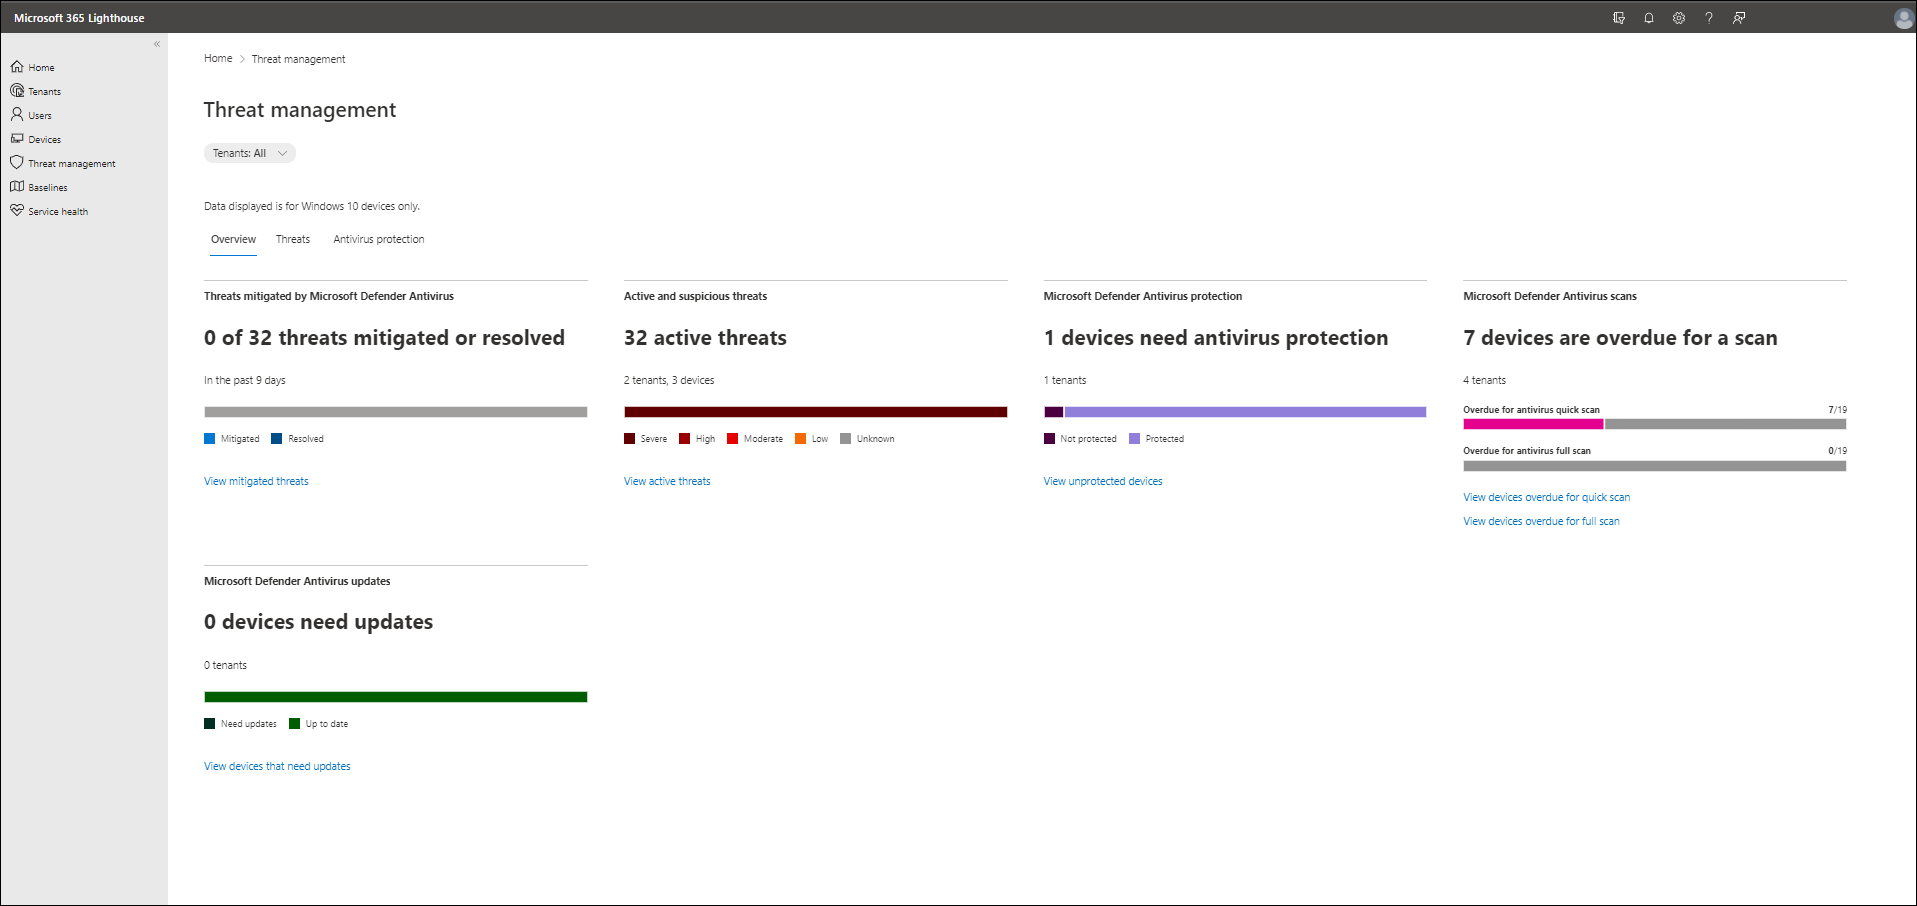 Microsoft 365 Lighthouse
Home
Tenants
Users
Devices
Threat management
Baselines
Service health
Home > Threat management
Threat management
Tenants: All
Data displayed is for Windows 10 devices only.
Overview Threats Antivirus protection
Threats mitigated by Microsoft Defender Antivirus
0 of 32 threats mitigated or resolved
In the past 9 days
Mitigated Resolved
View mitigated threats
Active and suspicious threats
32 active threats
2 tenants, 3 devices
Severe High Moderate Low Unknown
View active threats
Microsoft Defender Antivirus protection
1 devices need antivirus protection
1 tenants
Not protected Protected
View unprotected devices
Microsoft Defender Antivirus scans
7 devices are overdue for a scan
4 tenants
Overdue for antivirus quick scan 7/19
Overdue for antivirus full scan 0/19
View devices overdue for quick scan
View devices overdue for full scan
Microsoft Defender Antivirus updates
0 devices need updates
0 tenants
Need updates Up to date
View devices that need updates